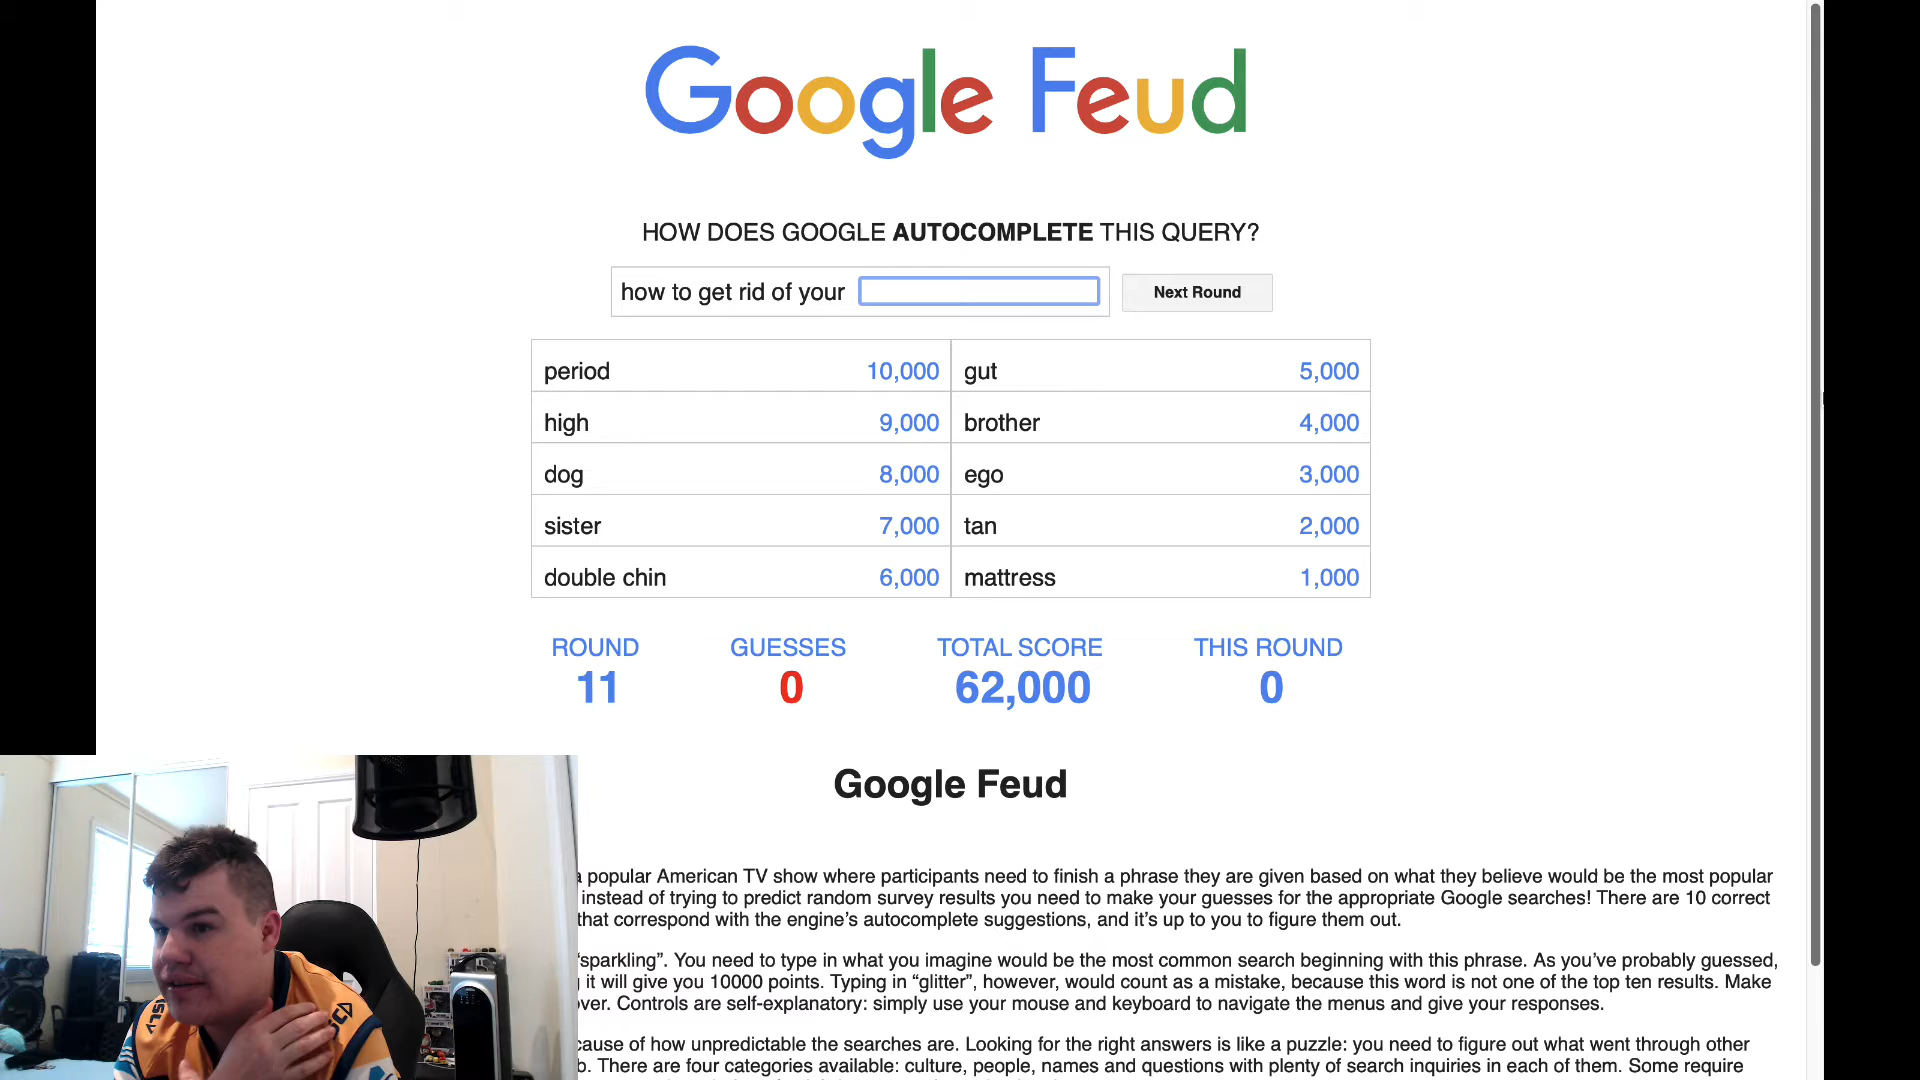 Google Feud
HOW DOES GOOGLE AUTOCOMPLETE THIS QUERY?
how to get rid of your
Next Round
period 10,000 gut 5,000
high 9,000 brother 4,000
dog 8,000 ego 3,000
sister 7,000 tan 2,000
double chin 6,000 mattress 1,000
ROUND GUESSES TOTAL SCORE THIS ROUND
11 0 62,000 0
Google Feud
popular American TV show where participants need to finish a phrase they are given based on what they believe would be the most popular
instead of trying to predict random survey results you need to make your guesses for the appropriate Google searches! There are 10 correct
that correspond with the engine's autocomplete suggestions, and it's up to you to figure them out.
"sparkling". You need to type in what you imagine would be the most common search beginning with this phrase. As you've probably guessed,
it will give you 10000 points. Typing in "glitter", however, would count as a mistake, because this word is not one of the top ten results. Make
over. Controls are self-explanatory: simply use your mouse and keyboard to navigate the menus and give your responses.
cause of how unpredictable the searches are. Looking for the right answers is like a puzzle: you need to figure out what went through other
b. There are four categories available: culture, people, names and questions with plenty of search inquiries in each of them. Some require